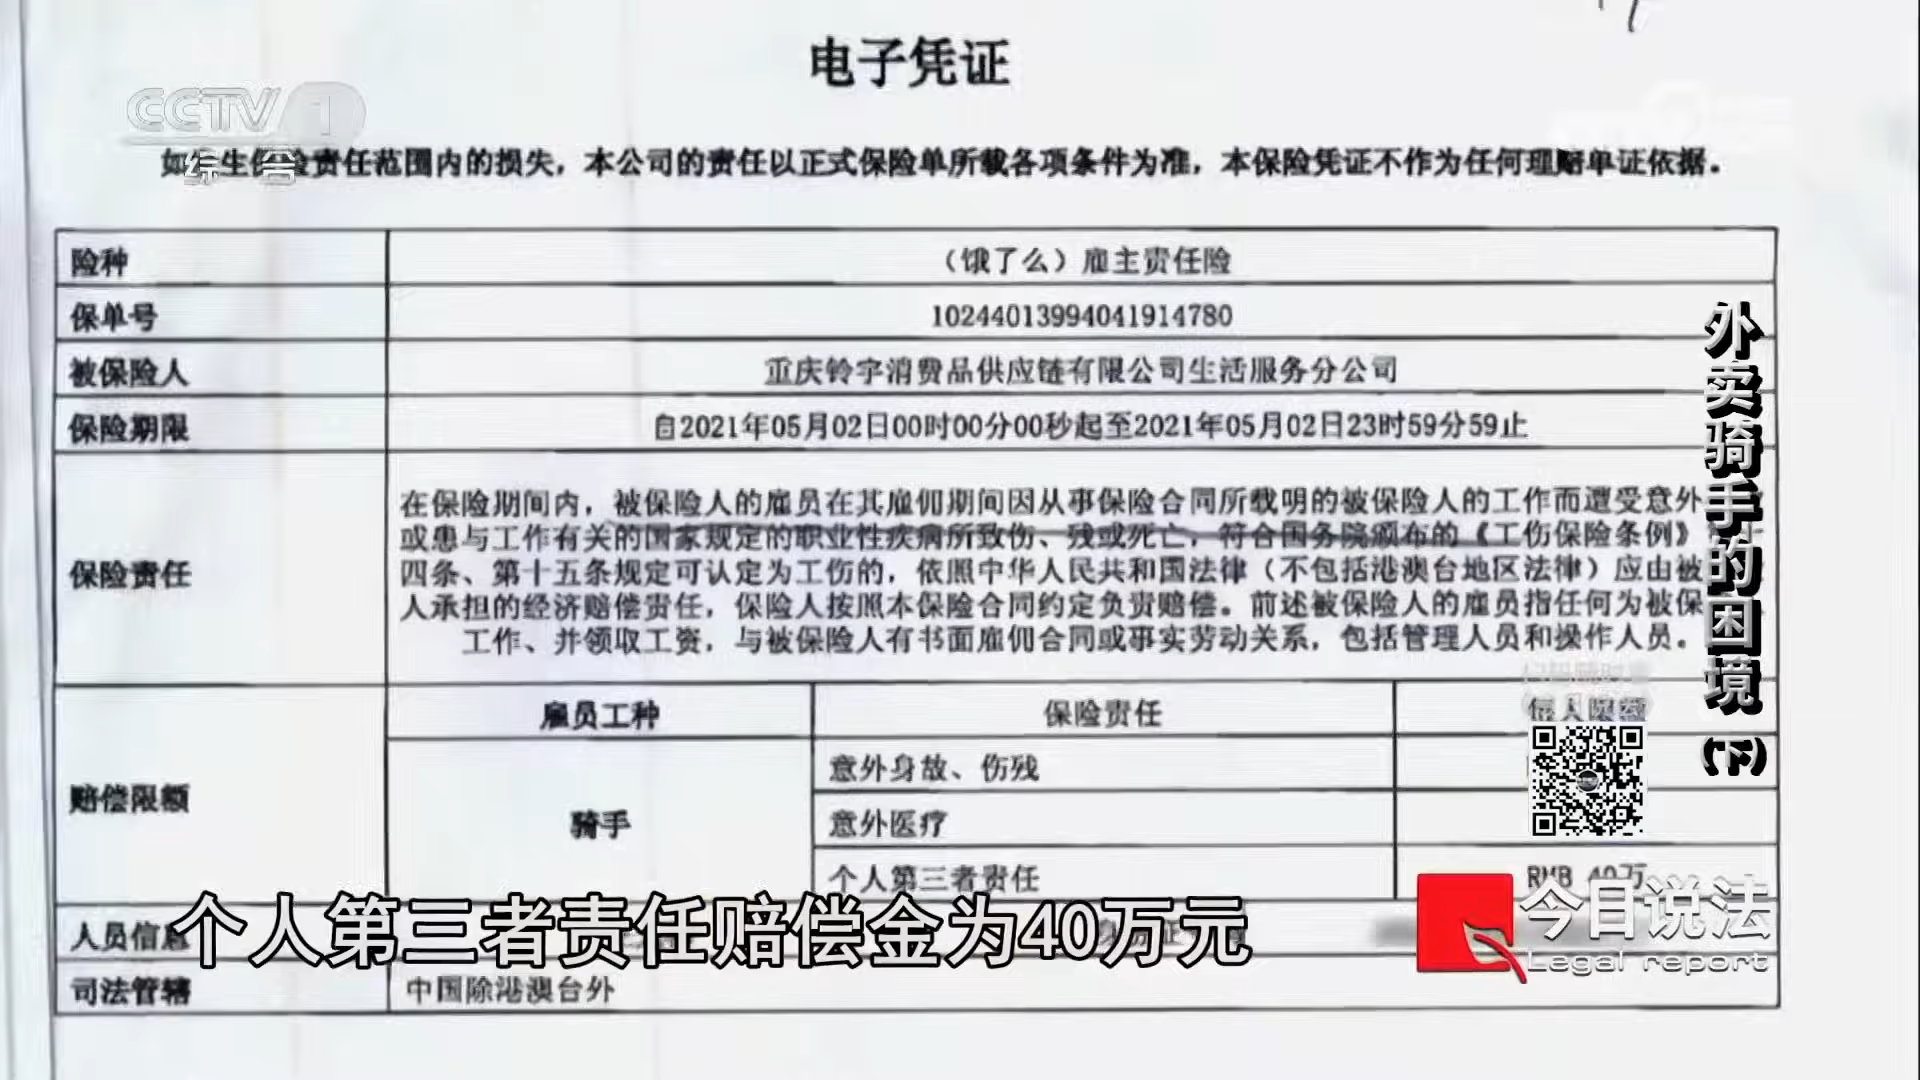 电子凭证
CCTV 1
综合
如发生保险责任范围内的损失，本公司的责任以正式保险单所载各项条件为准，本保险凭证不作为任何理赔单证依据。
险种 （饿了么）雇主责任险
保单号 10244013994041914780
被保险人 重庆铃宇消费品供应链有限公司生活服务分公司
保险期限 自2021年05月02日00时00分00秒起至2021年05月02日23时59分59止
保险责任
在保险期间内，被保险人的雇员在其雇佣期间因从事保险合同所载明的被保险人的工作而遭受意外
或患与工作有关的国家规定的职业性疾病所致伤、残或死亡，符合国务院颁布的《工伤保险条例》
四条、第十五条规定可认定为工伤的，依照中华人民共和国法律（不包括港澳台地区法律）应由被
人承担的经济赔偿责任，保险人按照本保险合同约定负责赔偿。前述被保险人的雇员指任何为被保
工作、并领取工资，与被保险人有书面雇佣合同或事实劳动关系，包括管理人员和操作人员。
赔偿限额
雇员工种 保险责任
骑手
意外身故、伤残
意外医疗
个人第三者责任 RMB 40万
人员信息
司法管辖 中国除港澳台外
个人第三者责任赔偿金为40万元
外卖骑手的困境（下）
今日说法
Legal report